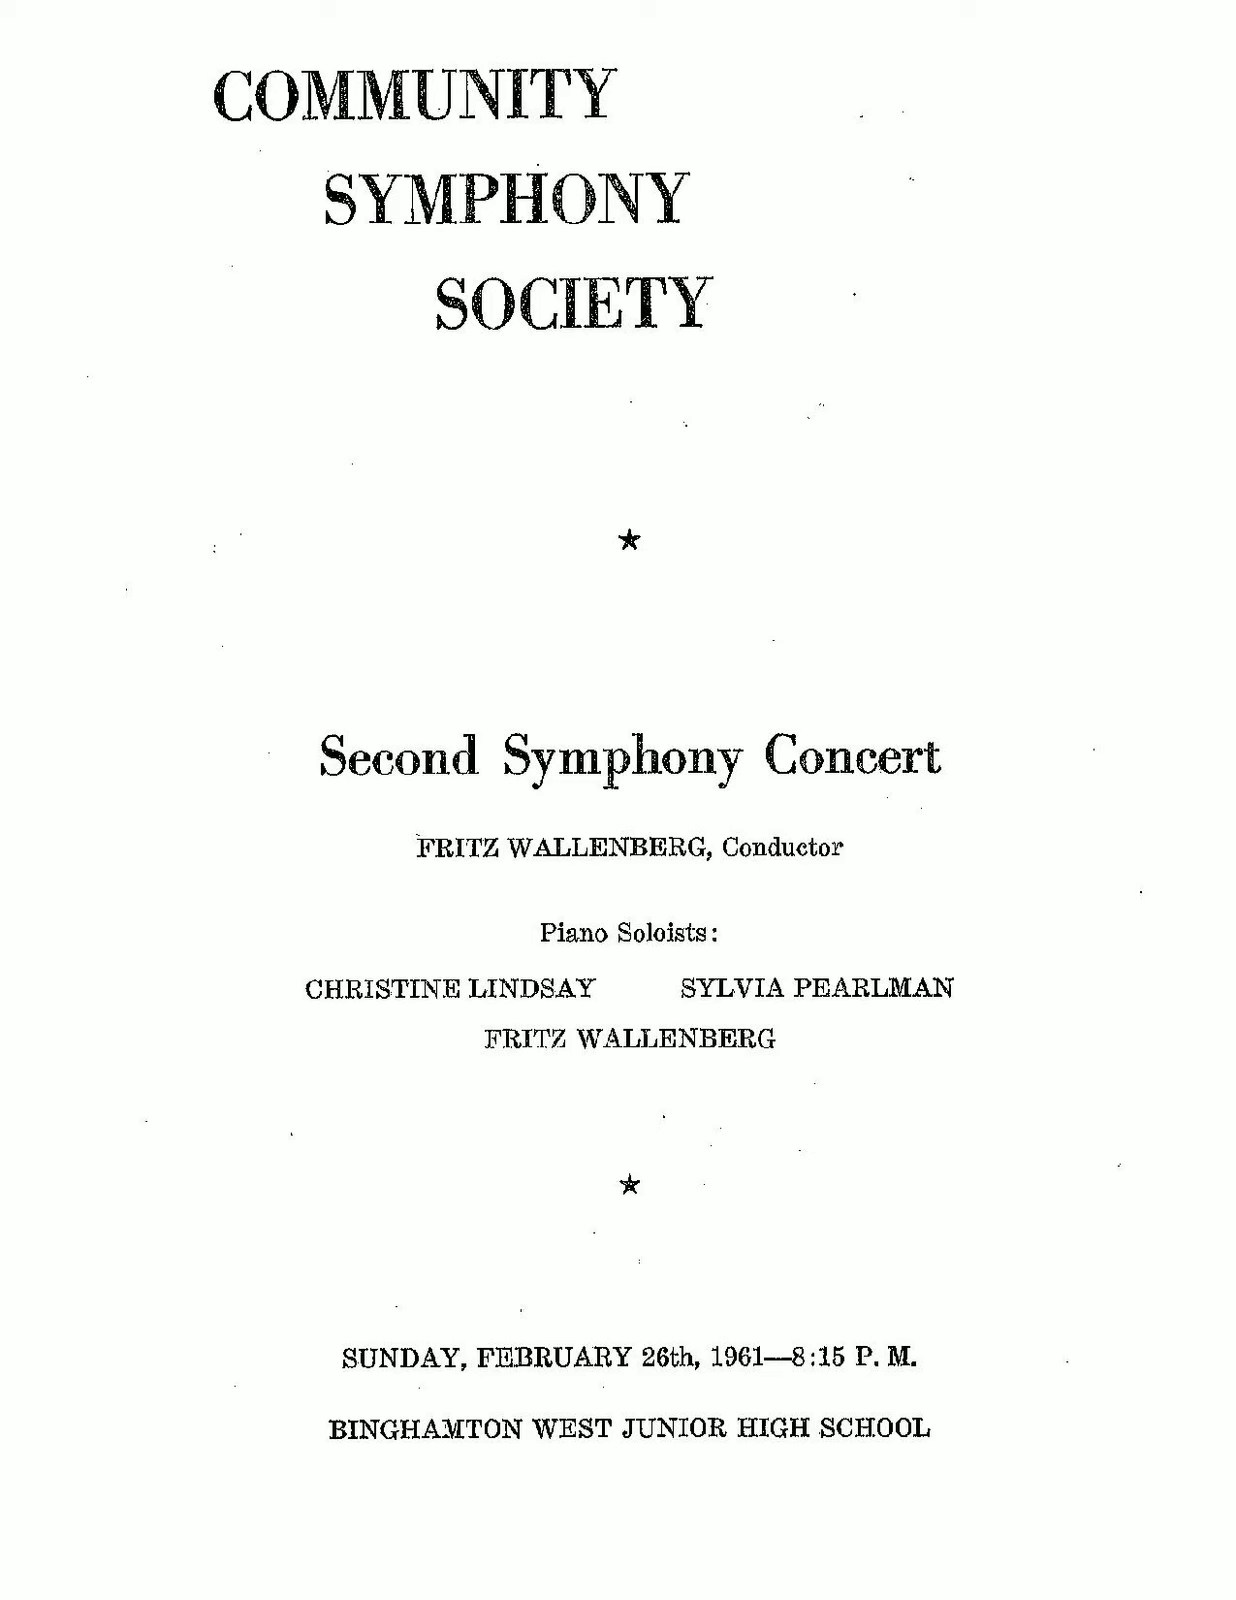 COMMUNITY
SYMPHONY
SOCIETY
★
Second Symphony Concert
FRITZ WALLENBERG, Conductor
Piano Soloists:
CHRISTINE LINDSAY SYLVIA PEARLMAN
FRITZ WALLENBERG
★
SUNDAY, FEBRUARY 26th, 1961—8:15 P. M.
BINGHAMTON WEST JUNIOR HIGH SCHOOL